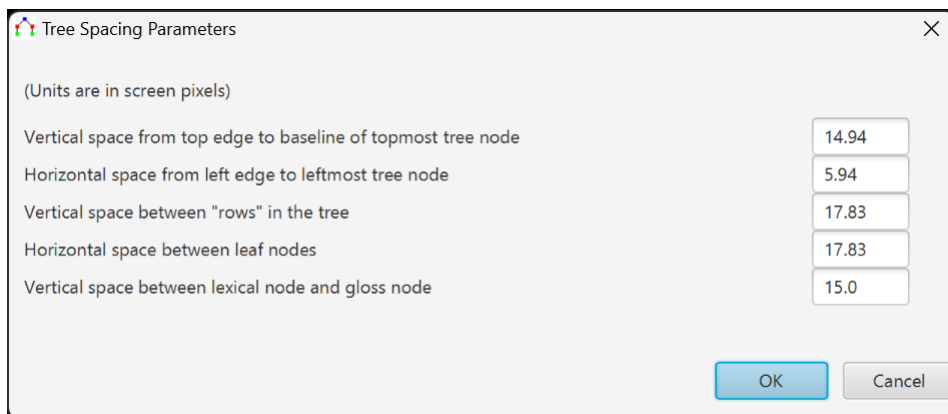 Tree Spacing Parameters
(Units are in screen pixels)
Vertical space from top edge to baseline of topmost tree node 14.94
Horizontal space from left edge to leftmost tree node 5.94
Vertical space between "rows" in the tree 17.83
Horizontal space between leaf nodes 17.83
Vertical space between lexical node and gloss node 15.0
OK Cancel